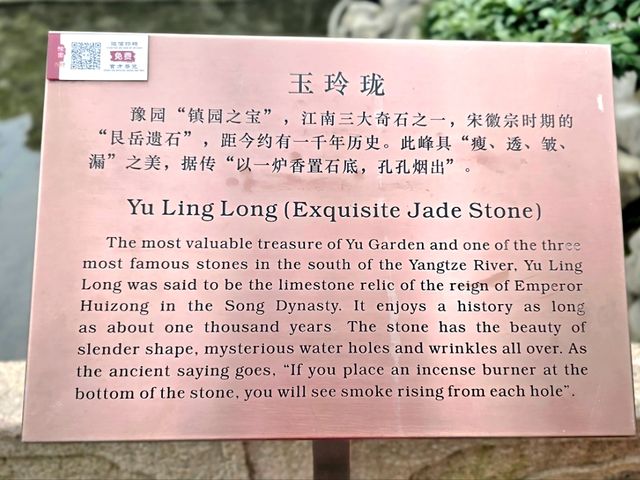 豫园
免费
玉玲珑
豫园“镇园之宝”，江南三大奇石之一，宋徽宗时期的
“艮岳遗石”，距今约有一千年历史。此峰具“瘦、透、皱、
漏”之美，据传“以一炉香置石底，孔孔烟出”。
Yu Ling Long (Exquisite Jade Stone)
The most valuable treasure of Yu Garden and one of the three
most famous stones in the south of the Yangtze River, Yu Ling
Long was said to be the limestone relic of the reign of Emperor
Huizong in the Song Dynasty. It enjoys a history as long
as about one thousand years The stone has the beauty of
slender shape, mysterious water holes and wrinkles all over. As
the ancient saying goes, “If you place an incense burner at the
bottom of the stone, you will see smoke rising from each hole”.